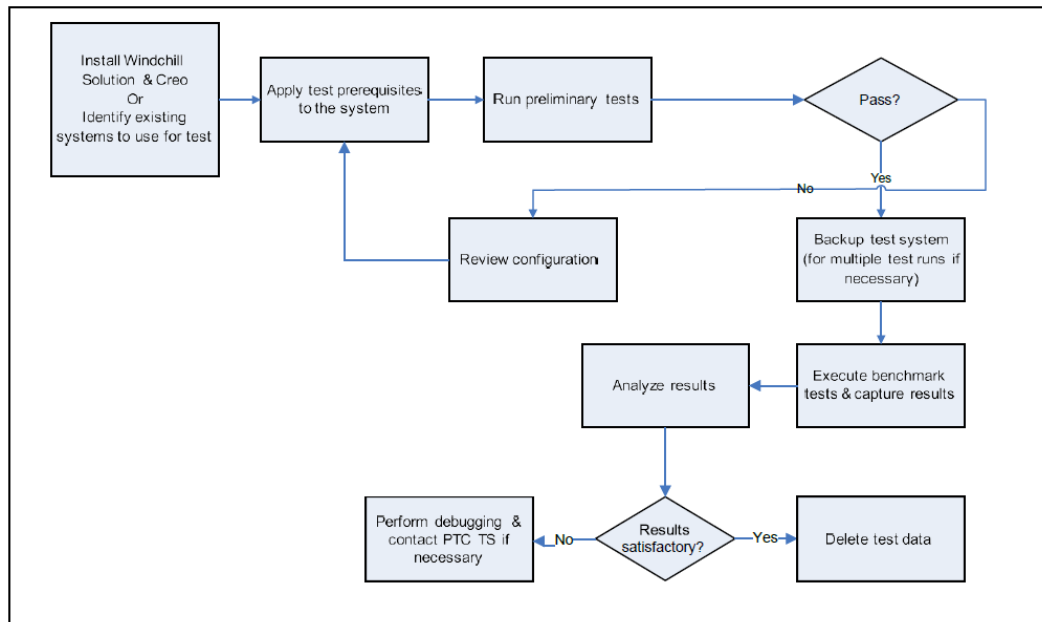 Install Windchill
Solution & Creo
Or
Identify existing
systems to use for test
Apply test prerequisites
to the system
Run preliminary tests
Pass?
Yes
No
Review configuration
Backup test system
(for multiple test runs if
necessary)
Execute benchmark
tests & capture results
Analyze results
Results
satisfactory?
No
Yes
Perform debugging &
contact PTC TS if
necessary
Delete test data